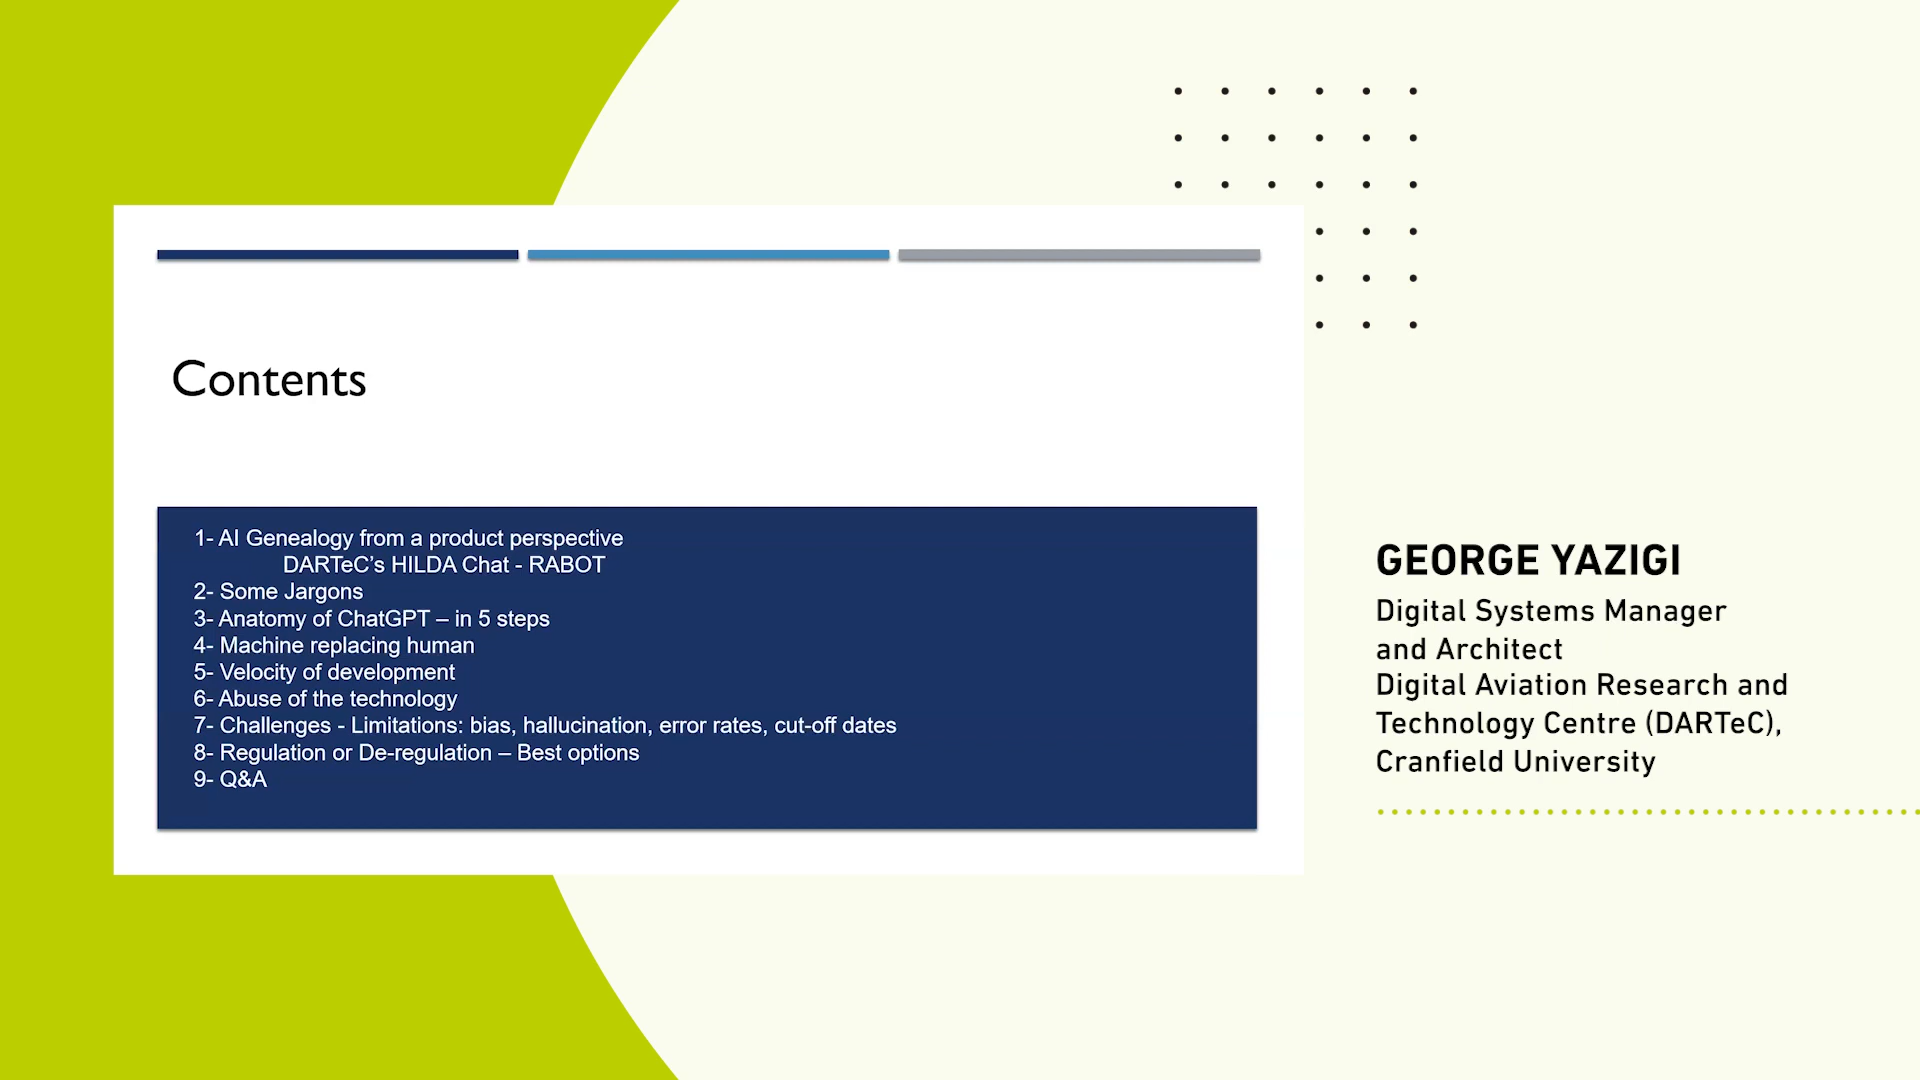 Contents
1- AI Genealogy from a product perspective
DARTeC’s HILDA Chat - RABOT
2- Some Jargons
3- Anatomy of ChatGPT – in 5 steps
4- Machine replacing human
5- Velocity of development
6- Abuse of the technology
7- Challenges - Limitations: bias, hallucination, error rates, cut-off dates
8- Regulation or De-regulation – Best options
9- Q&A
GEORGE YAZIGI
Digital Systems Manager
and Architect
Digital Aviation Research and
Technology Centre (DARTeC),
Cranfield University